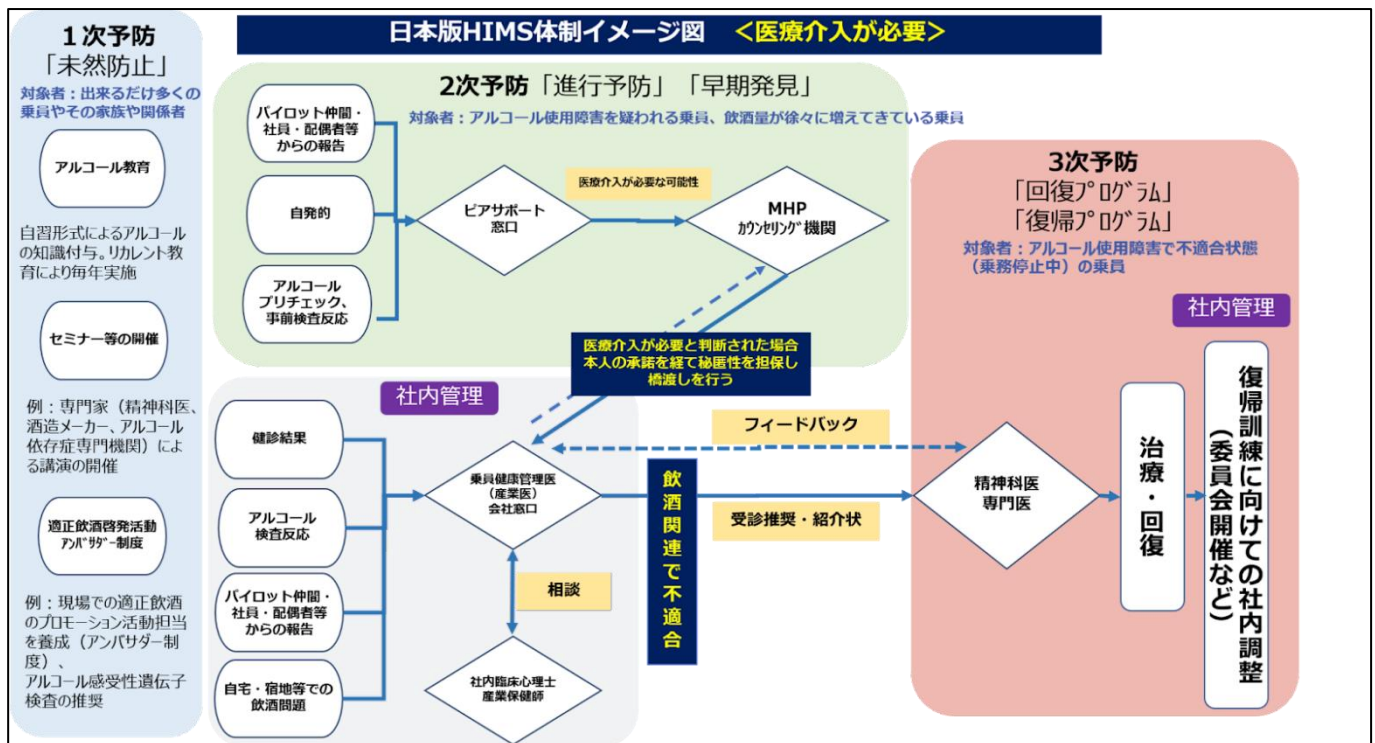 日本版HIMS体制イメージ図 <医療介入が必要>
1次予防
「未然防止」
対象者:出来るだけ多くの
乗員やその家族や関係者
アルコール教育
自習形式によるアルコール
の知識付与。リカレント教
育により毎年実施
セミナー等の開催
例:専門家(精神科医、
酒造メーカー、アルコール
依存症専門機関)によ
る講演の開催
適正飲酒啓発活動
アンバサダー制度
例:現場での適正飲酒
のプロモーション活動担当
を養成(アンバサダー制
度)、
アルコール感受性遺伝子
検査の推奨
2次予防「進行予防」「早期発見」
対象者:アルコール使用障害を疑われる乗員、飲酒量が徐々に増えてきている乗員
パイロット仲間・
社員・配偶者等
からの報告
自発的
アルコール
プリチェック、
事前検査反応
ピアサポート
窓口
医療介入が必要な可能性
MHP
カウンセリング機関
医療介入が必要と判断された場合
本人の承諾を経て秘匿性を担保し
橋渡しを行う
社内管理
健診結果
アルコール
検査反応
パイロット仲間・
社員・配偶者等
からの報告
自宅・宿地等での
飲酒問題
乗員健康管理医
(産業医)
会社窓口
相談
社内臨床心理士
産業保健師
飲酒関連で不適合
フィードバック
受診推奨・紹介状
3次予防
「回復プログラム」
「復帰プログラム」
対象者:アルコール使用障害で不適合状態
(乗務停止中)の乗員
社内管理
精神科医
専門医
治療・回復
復帰訓練に向けての社内調整
(委員会開催など)